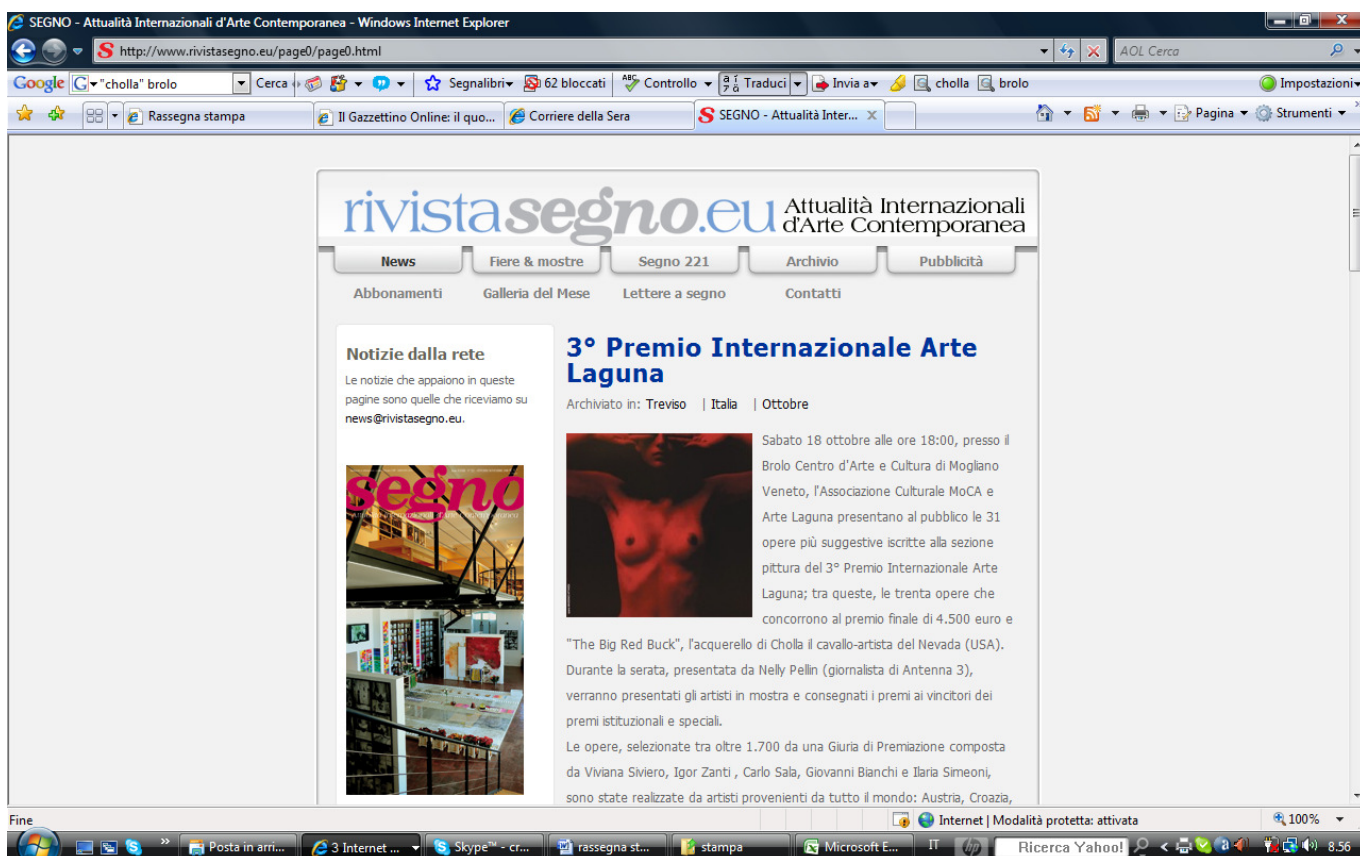 SEGNO - Attualità Internazionali d'Arte Contemporanea - Windows Internet Explorer
http://www.rivistasegno.eu/page0/page0.html
AOL Cerca
Google "cholla" brolo Cerca Segnalibri 62 bloccati Controllo Traduci Invia a cholla brolo Impostazioni
Rassegna stampa Il Gazzettino Online: il quo... Corriere della Sera SEGNO - Attualità Inter... Pagina Strumenti
rivistasegno.eu Attualità Internazionali
d'Arte Contemporanea
News Fiere & mostre Segno 221 Archivio Pubblicità
Abbonamenti Galleria del Mese Lettere a segno Contatti
Notizie dalla rete
Le notizie che appaiono in queste
pagine sono quelle che riceviamo su
news@rivistasegno.eu.
segno
3° Premio Internazionale Arte
Laguna
Archiviato in: Treviso | Italia | Ottobre
Sabato 18 ottobre alle ore 18:00, presso il
Brolo Centro d'Arte e Cultura di Mogliano
Veneto, l'Associazione Culturale MoCA e
Arte Laguna presentano al pubblico le 31
opere più suggestive iscritte alla sezione
pittura del 3° Premio Internazionale Arte
Laguna; tra queste, le trenta opere che
concorrono al premio finale di 4.500 euro e
"The Big Red Buck", l'acquerello di Cholla il cavallo-artista del Nevada (USA).
Durante la serata, presentata da Nelly Pellin (giornalista di Antenna 3),
verranno presentati gli artisti in mostra e consegnati i premi ai vincitori dei
premi istituzionali e speciali.
Le opere, selezionate tra oltre 1.700 da una Giuria di Premiazione composta
da Viviana Siviero, Igor Zanti , Carlo Sala, Giovanni Bianchi e Ilaria Simeoni,
sono state realizzate da artisti provenienti da tutto il mondo: Austria, Croazia,
Fine Internet | Modalità protetta: attivata 100%
Posta in arri... 3 Internet ... Skype™ - cr... rassegna st... stampa Microsoft E... IT hp Ricerca Yahoo! 8.56